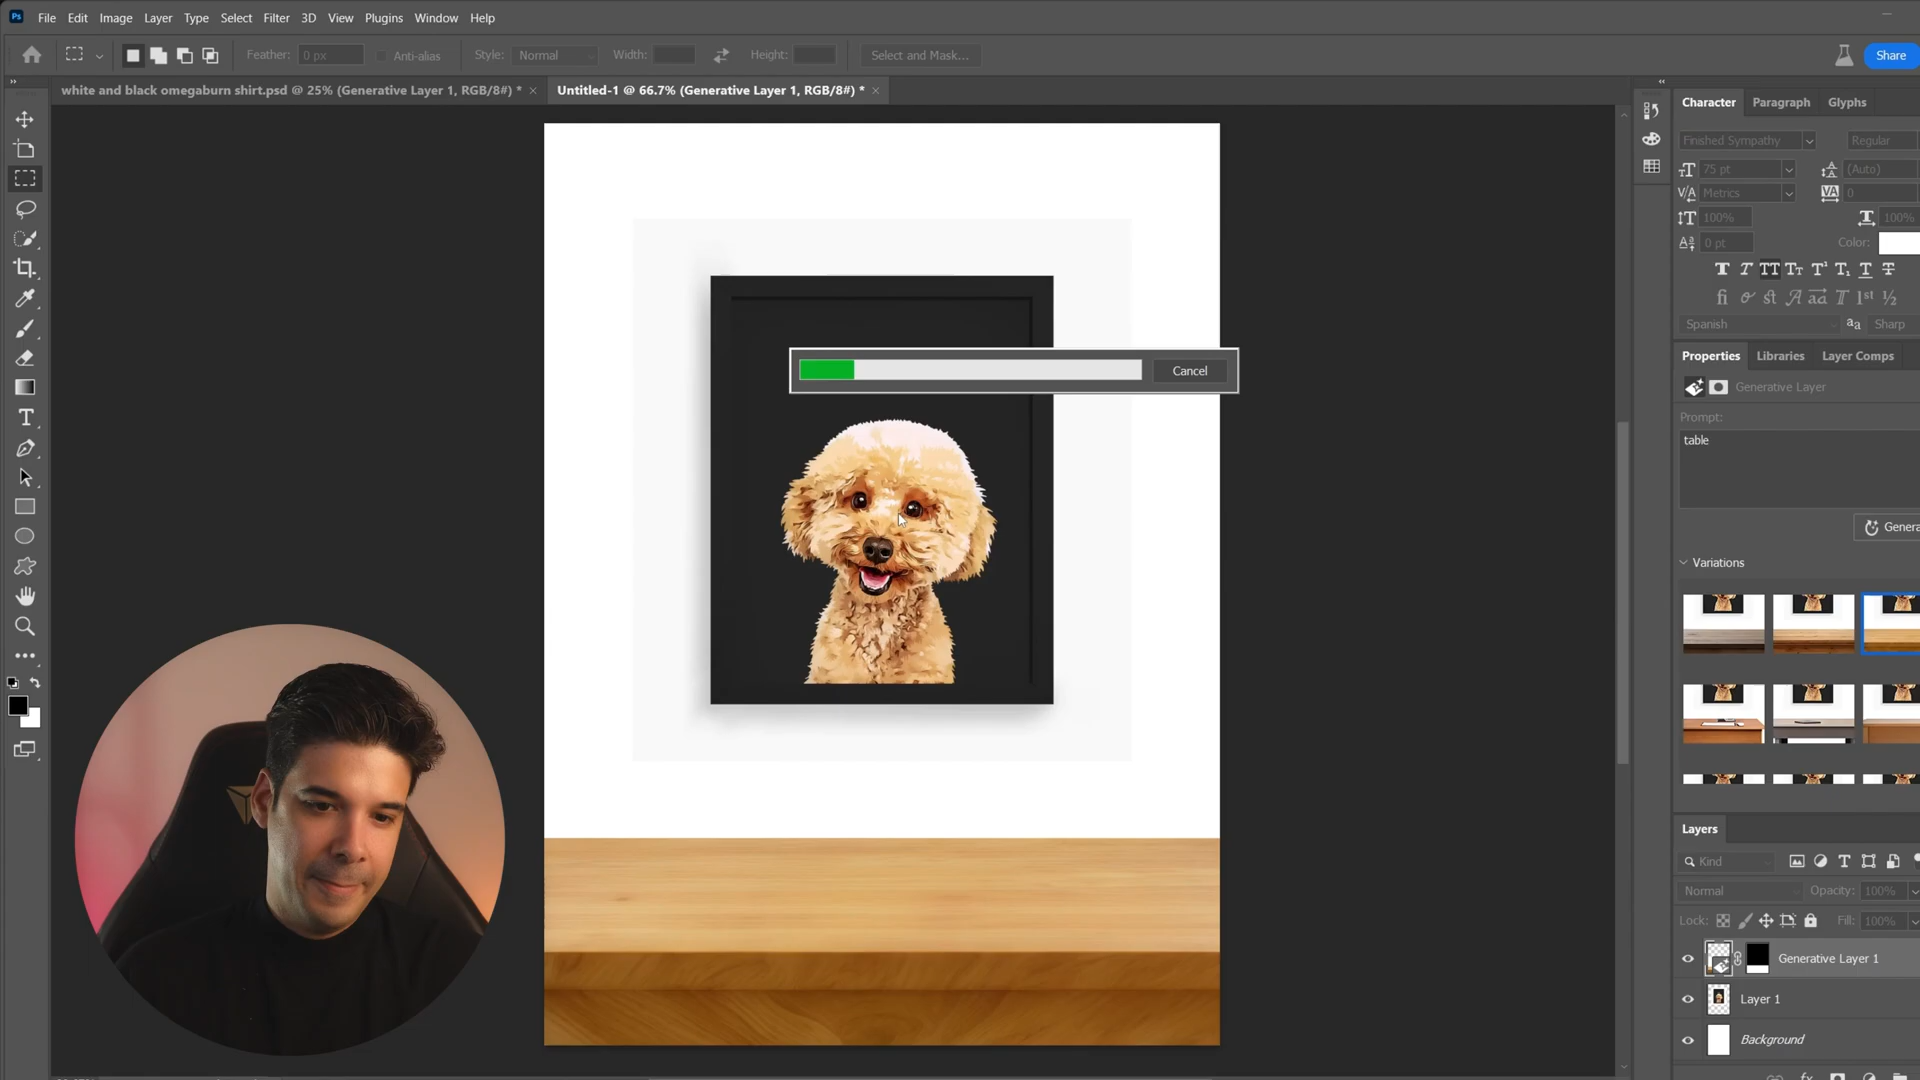 Ps File Edit Image Layer Type Select Filter 3D View Plugins Window Help
Feather: 0 px Anti-alias Style: Normal Width: Height: Select and Mask... Share
white and black omegaburn shirt.psd @ 25% (Generative Layer 1, RGB/8#) * × Untitled-1 @ 66.7% (Generative Layer 1, RGB/8#) * ×
Character Paragraph Glyphs
Finished Sympathy Regular
75 pt (Auto)
Metrics 0
100% 100%
0 pt Color:
Spanish aa Sharp
Properties Libraries Layer Comps
Generative Layer
Prompt:
table
Genera
Cancel
Variations
Layers
Kind
Normal Opacity: 100%
Lock: Fill: 100%
Generative Layer 1
Layer 1
Background